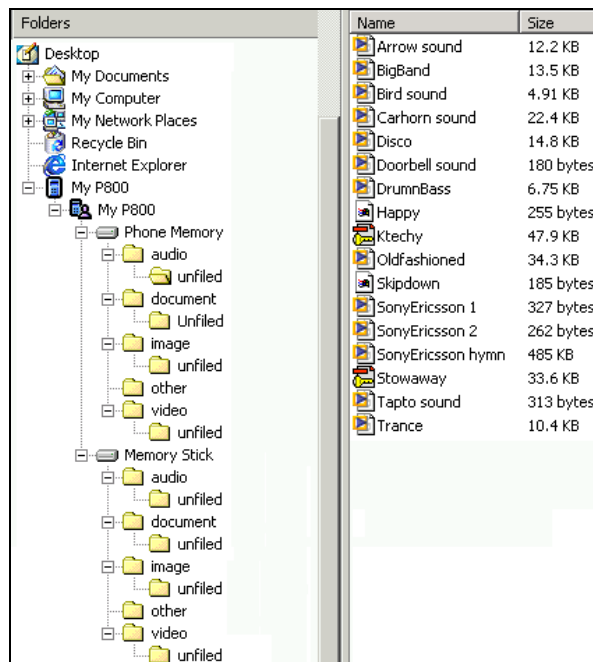 Folders
Desktop
My Documents
My Computer
My Network Places
Recycle Bin
Internet Explorer
My P800
My P800
Phone Memory
audio
unfiled
document
Unfiled
image
unfiled
other
video
unfiled
Memory Stick
audio
unfiled
document
unfiled
image
unfiled
other
video
unfiled
Name Size
Arrow sound 12.2 KB
BigBand 13.5 KB
Bird sound 4.91 KB
Carhorn sound 22.4 KB
Disco 14.8 KB
Doorbell sound 180 bytes
DrumnBass 6.75 KB
Happy 255 bytes
Ktechy 47.9 KB
Oldfashioned 34.3 KB
Skipdown 185 bytes
SonyEricsson 1 327 bytes
SonyEricsson 2 262 bytes
SonyEricsson hymn 485 KB
Stowaway 33.6 KB
Tapto sound 313 bytes
Trance 10.4 KB